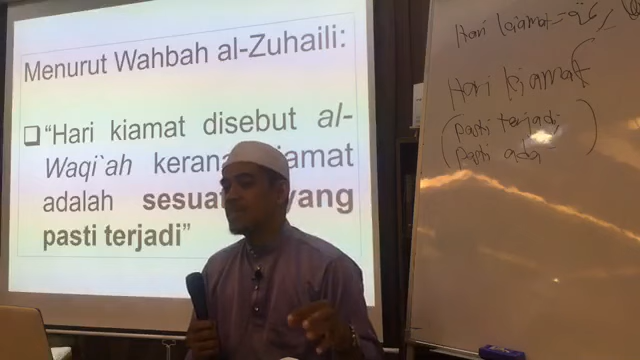 Menurut Wahbah al-Zuhaili:
“Hari kiamat disebut al-
Waqi`ah kerana
adalah yang
pasti terjadi”
Hari kiamat =
Hari kiamat
(pasti terjadi
pasti ada)